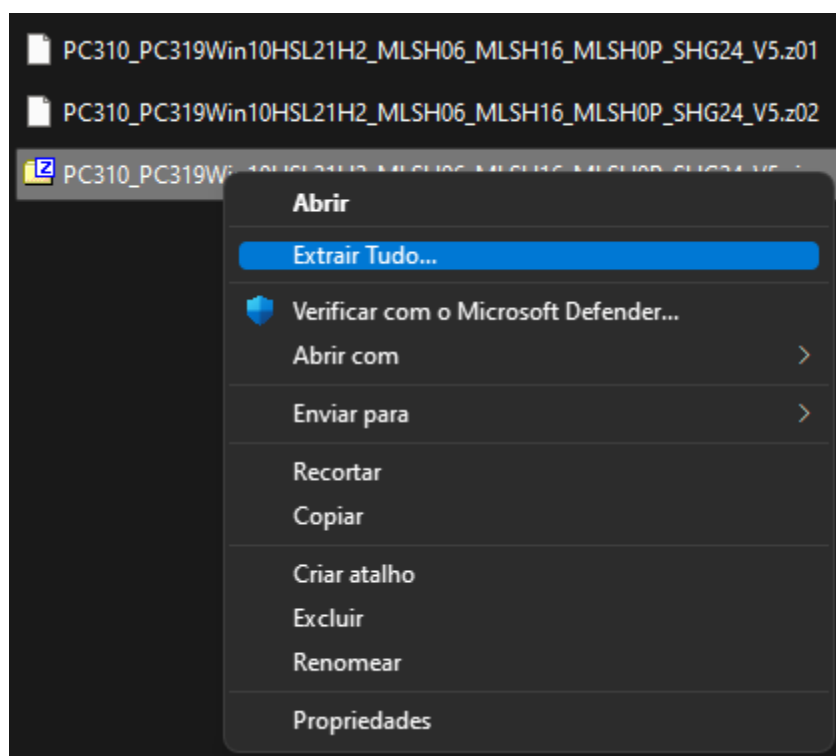 PC310_PC319Win10HSL21H2_MLSH06_MLSH16_MLSH0P_SHG24_V5.z01
PC310_PC319Win10HSL21H2_MLSH06_MLSH16_MLSH0P_SHG24_V5.z02
PC310_PC319Win10HSL21H2_MLSH06_MLSH16_MLSH0P_SHG24_V5
Abrir
Extrair Tudo...
Verificar com o Microsoft Defender...
Abrir com
Enviar para
Recortar
Copiar
Criar atalho
Excluir
Renomear
Propriedades